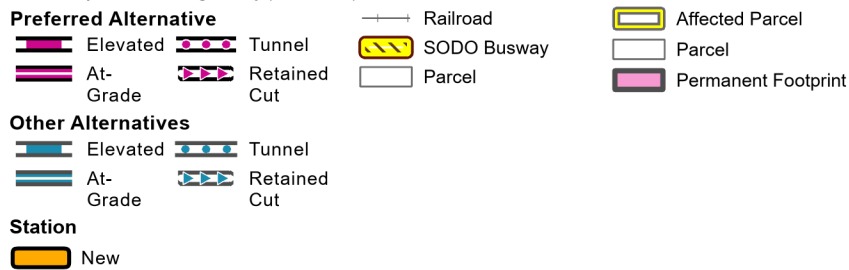 Preferred Alternative
Elevated
Tunnel
At-
Grade
Retained
Cut
Other Alternatives
Elevated
Tunnel
At-
Grade
Retained
Cut
Station
New
Railroad
SODO Busway
Parcel
Affected Parcel
Parcel
Permanent Footprint